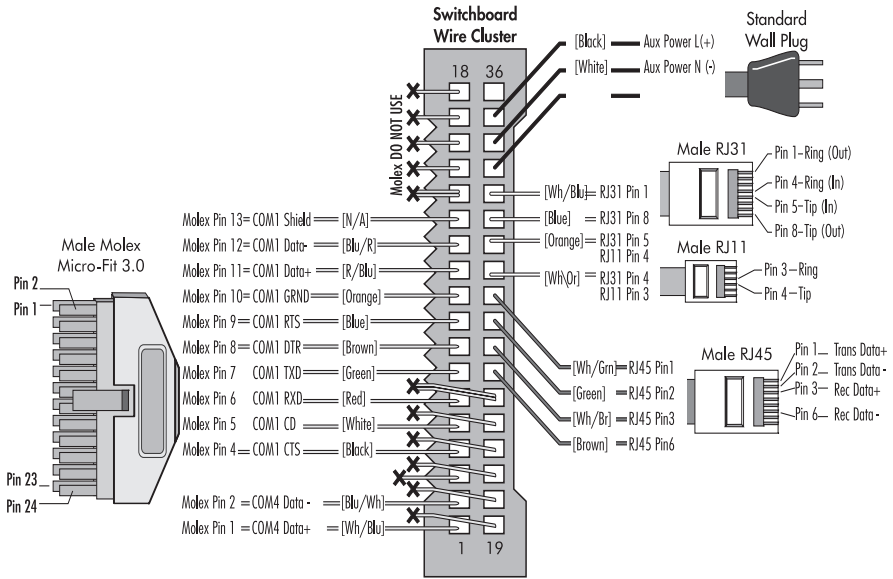 Switchboard
Wire Cluster
Standard
Wall Plug
[Black] Aux Power L(+)
[White] Aux Power N (-)
18 36
Molex DO NOT USE
Male RJ31
Pin 1–Ring (Out)
Pin 4–Ring (In)
Pin 5–Tip (In)
Pin 8–Tip (Out)
[Wh/Blu] = RJ31 Pin 1
[Blue] = RJ31 Pin 8
[Orange] = RJ31 Pin 5
RJ11 Pin 4
[Wh\Or] = RJ31 Pin 4
RJ11 Pin 3
Male RJ11
Pin 3–Ring
Pin 4–Tip
Male Molex
Micro-Fit 3.0
Pin 2
Pin 1
Pin 23
Pin 24
Molex Pin 13= COM1 Shield = [N/A]
Molex Pin 12= COM1 Data- = [Blu/R]
Molex Pin 11= COM1 Data+ = [R/Blu]
Molex Pin 10= COM1 GRND= [Orange]
Molex Pin 9 = COM1 RTS = [Blue]
Molex Pin 8 = COM1 DTR = [Brown]
Molex Pin 7 COM1 TXD = [Green]
Molex Pin 6 = COM1 RXD = [Red]
Molex Pin 5 COM1 CD = [White]
Molex Pin 4= COM1 CTS = [Black]
Molex Pin 2 = COM4 Data - = [Blu/Wh]
Molex Pin 1 = COM4 Data+ = [Wh/Blu]
[Wh/Grn] = RJ45 Pin1
[Green] = RJ45 Pin2
[Wh/Br] = RJ45 Pin3
[Brown] = RJ45 Pin6
Male RJ45
Pin 1— Trans Data+
Pin 2— Trans Data -
Pin 3— Rec Data+
Pin 6— Rec Data -
1 19